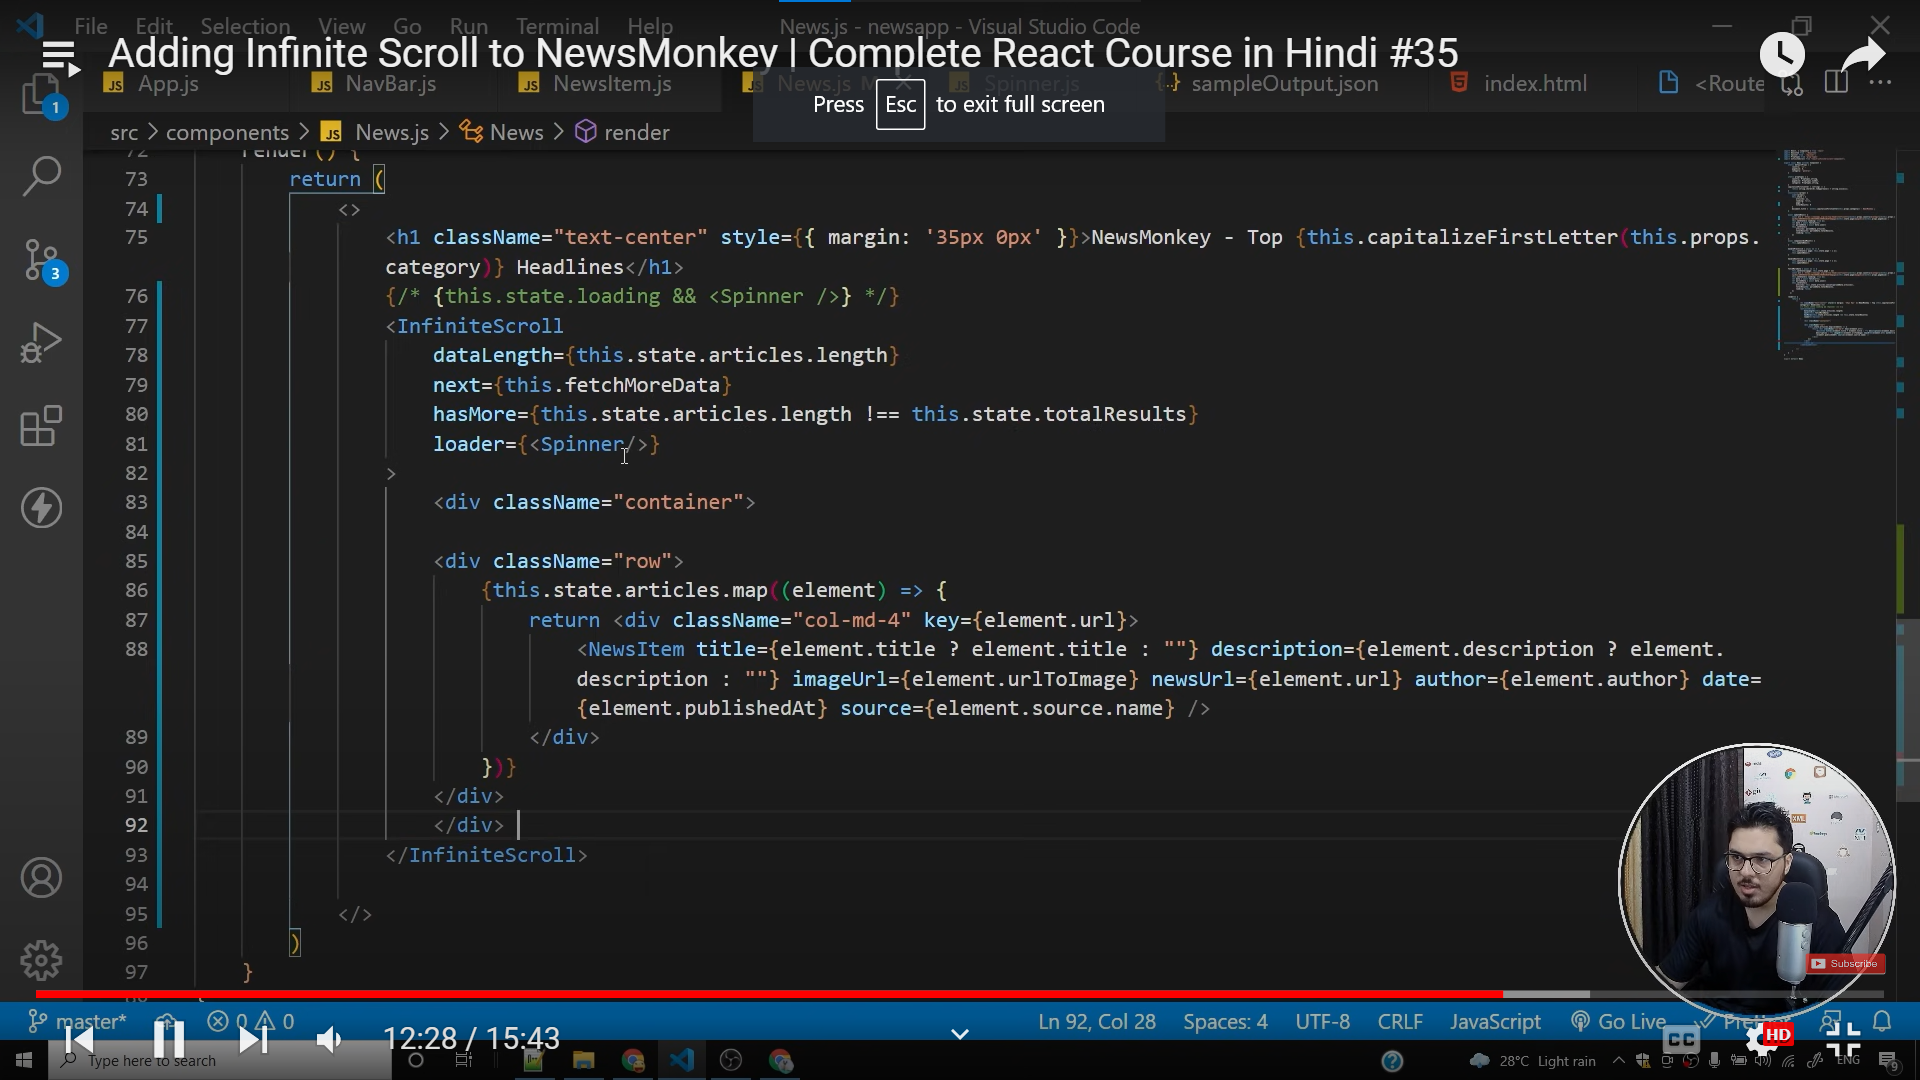 File Edit Selection View Go Run Terminal Help News.js - newsapp - Visual Studio Code
Adding Infinite Scroll to NewsMonkey | Complete React Course in Hindi #35
JS App.js JS NavBar.js JS NewsItem.js JS News.js M Spinner.js {..} sampleOutput.json index.html <Route
Press Esc to exit full screen
src > components > JS News.js > News > render
72 render() {
73 return (
74 <>
75 <h1 className="text-center" style={{ margin: '35px 0px' }}>NewsMonkey - Top {this.capitalizeFirstLetter(this.props.
category)} Headlines</h1>
76 {/* {this.state.loading && <Spinner />} */}
77 <InfiniteScroll
78 dataLength={this.state.articles.length}
79 next={this.fetchMoreData}
80 hasMore={this.state.articles.length !== this.state.totalResults}
81 loader={<Spinner/>}
82 >
83 <div className="container">
84
85 <div className="row">
86 {this.state.articles.map((element) => {
87 return <div className="col-md-4" key={element.url}>
88 <NewsItem title={element.title ? element.title : ""} description={element.description ? element.
description : ""} imageUrl={element.urlToImage} newsUrl={element.url} author={element.author} date=
{element.publishedAt} source={element.source.name} />
89 </div>
90 })}
91 </div>
92 </div>
93 </InfiniteScroll>
94
95 </>
96 )
97 }
1
3
Subscribe
master* 0 0 Ln 92, Col 28 Spaces: 4 UTF-8 CRLF JavaScript Go Live
12:28 / 15:43 CC HD
Type here to search 28°C Light rain ENG 9